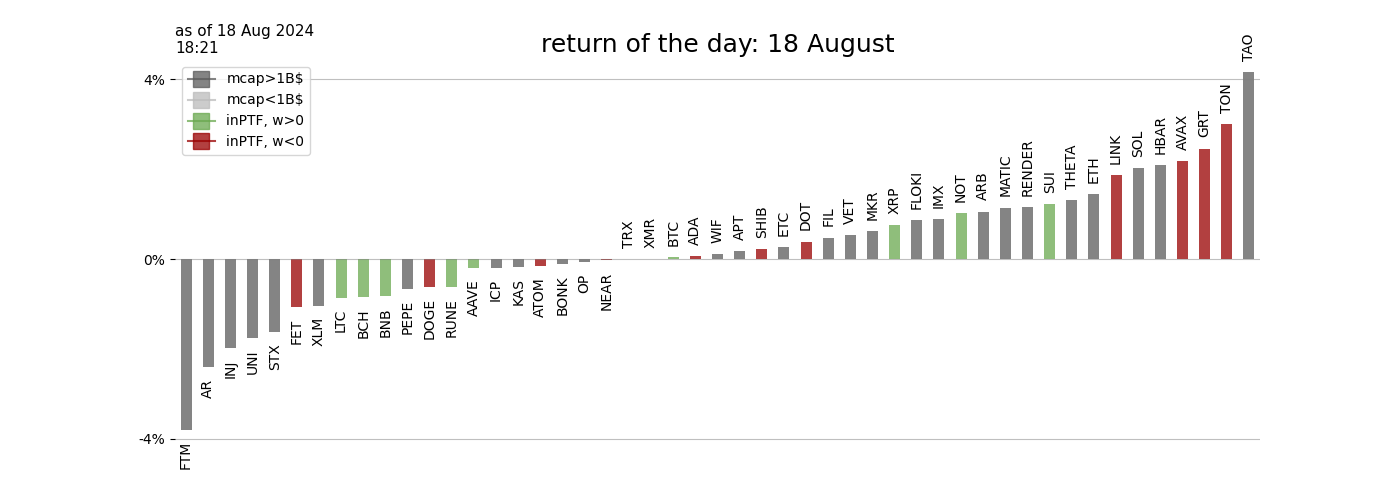 as of 18 Aug 2024
18:21
return of the day: 18 August
mcap>1B$
mcap<1B$
inPTF, w>0
inPTF, w<0
4%
0%
-4%
FTM
AR
INJ
UNI
STX
FET
XLM
LTC
BCH
BNB
PEPE
DOGE
RUNE
AAVE
ICP
KAS
ATOM
BONK
OP
NEAR
TRX
XMR
BTC
ADA
WIF
APT
SHIB
ETC
DOT
FIL
VET
MKR
XRP
FLOKI
IMX
NOT
ARB
MATIC
RENDER
SUI
THETA
ETH
LINK
SOL
HBAR
AVAX
GRT
TON
TAO